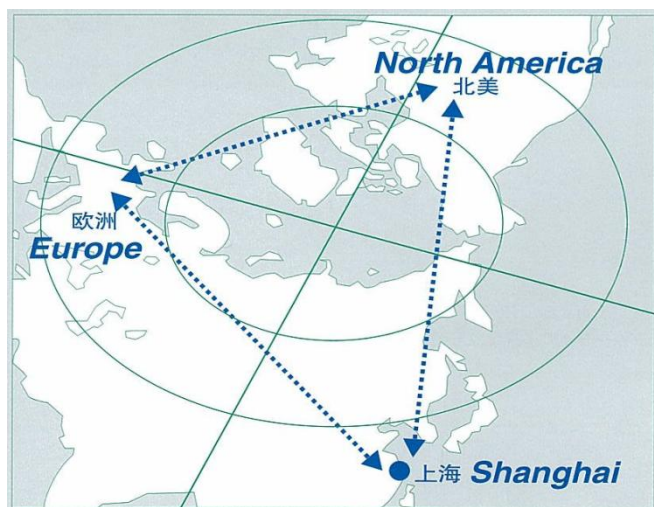 North America
北美
欧洲
Europe
上海 Shanghai